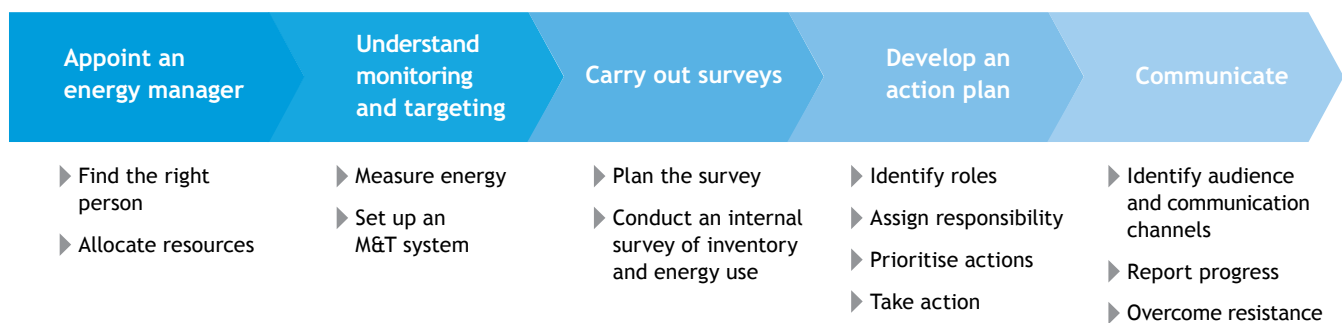 Appoint an
energy manager
Understand
monitoring
and targeting
Carry out surveys
Develop an
action plan
Communicate
Find the right
person
Allocate resources
Measure energy
Set up an
M&T system
Plan the survey
Conduct an internal
survey of inventory
and energy use
Identify roles
Assign responsibility
Prioritise actions
Take action
Identify audience
and communication
channels
Report progress
Overcome resistance